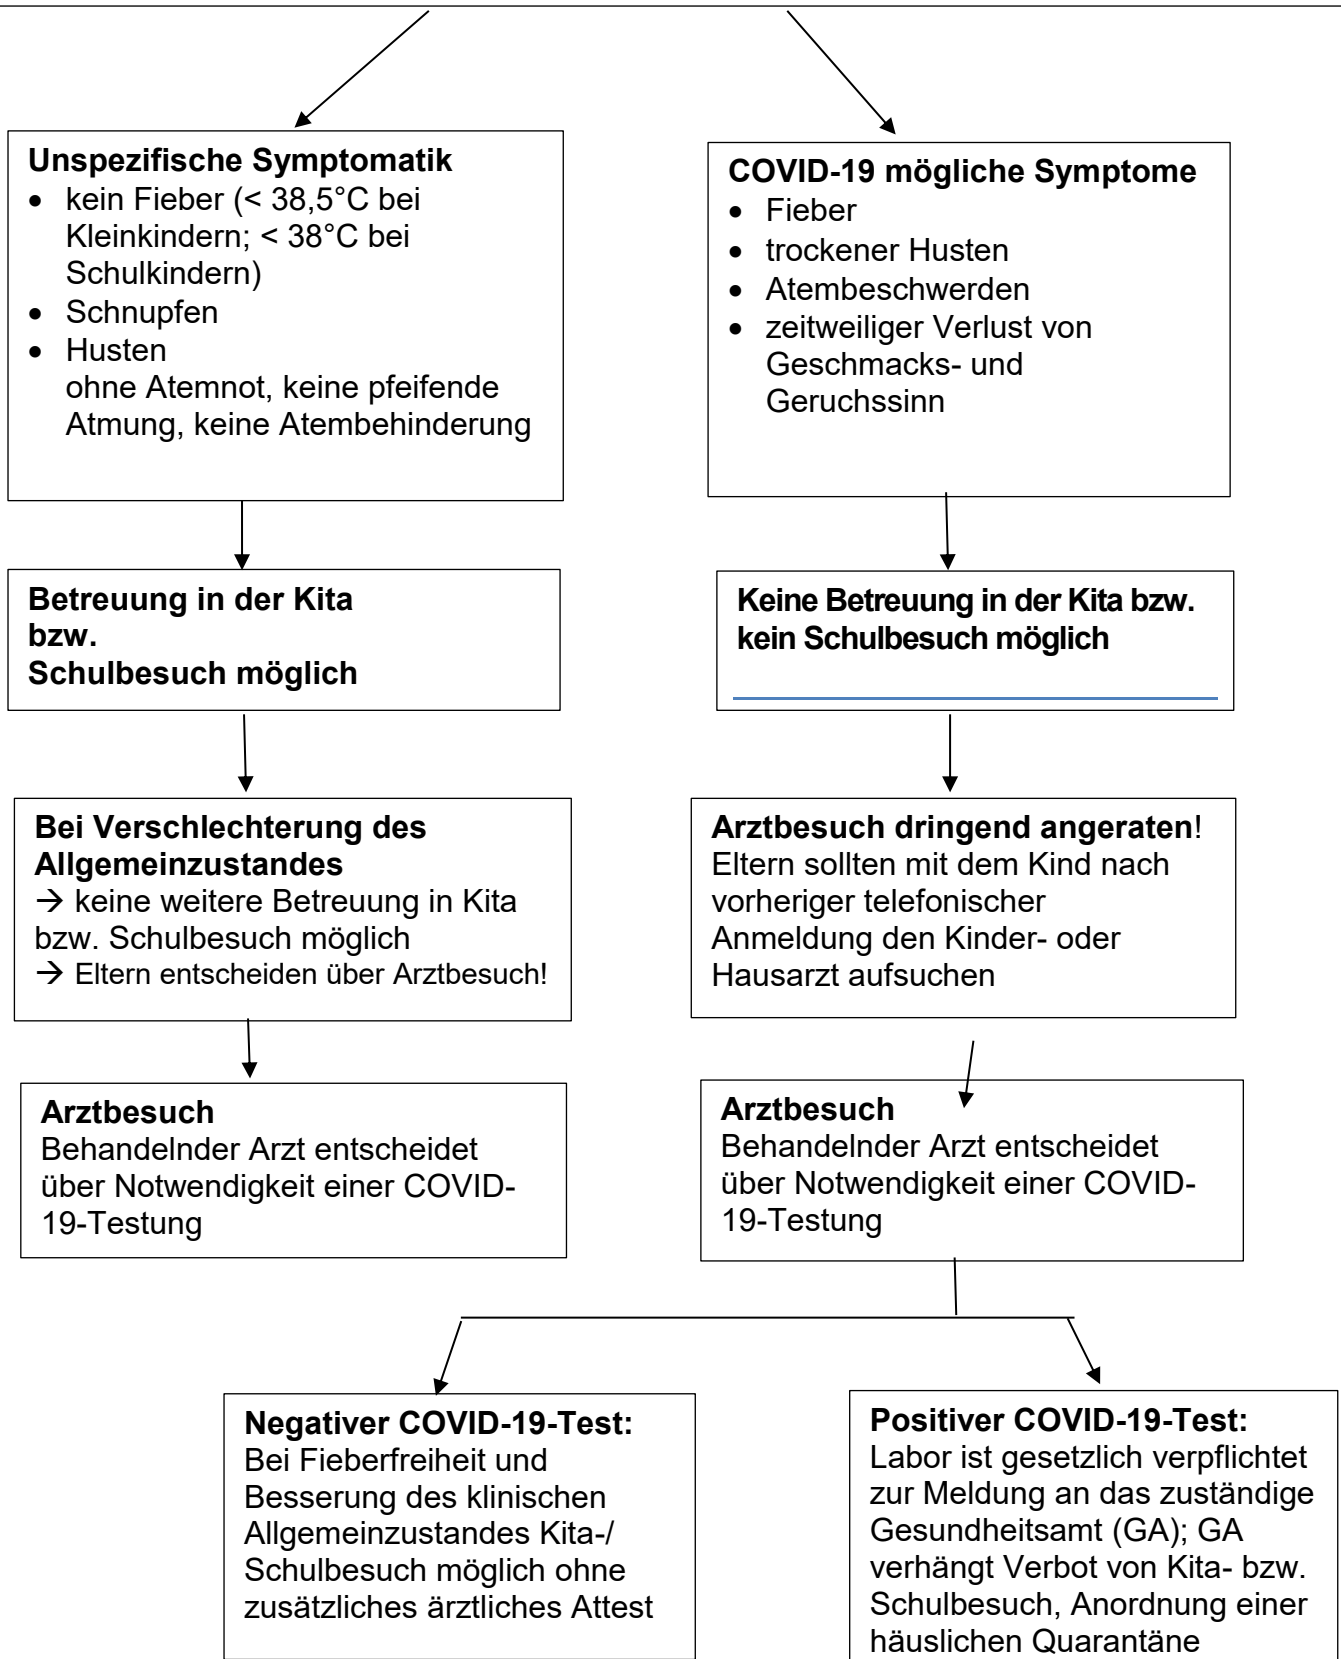 Unspezifische Symptomatik
• kein Fieber (< 38,5°C bei
Kleinkindern; < 38°C bei
Schulkindern)
• Schnupfen
• Husten
ohne Atemnot, keine pfeifende
Atmung, keine Atembehinderung
COVID-19 mögliche Symptome
• Fieber
• trockener Husten
• Atembeschwerden
• zeitweiliger Verlust von
Geschmacks- und
Geruchssinn
Betreuung in der Kita
bzw.
Schulbesuch möglich
Keine Betreuung in der Kita bzw.
kein Schulbesuch möglich
Bei Verschlechterung des
Allgemeinzustandes
→ keine weitere Betreuung in Kita
bzw. Schulbesuch möglich
→ Eltern entscheiden über Arztbesuch!
Arztbesuch dringend angeraten!
Eltern sollten mit dem Kind nach
vorheriger telefonischer
Anmeldung den Kinder- oder
Hausarzt aufsuchen
Arztbesuch
Behandelnder Arzt entscheidet
über Notwendigkeit einer COVID-
19-Testung
Arztbesuch
Behandelnder Arzt entscheidet
über Notwendigkeit einer COVID-
19-Testung
Negativer COVID-19-Test:
Bei Fieberfreiheit und
Besserung des klinischen
Allgemeinzustandes Kita-/
Schulbesuch möglich ohne
zusätzliches ärztliches Attest
Positiver COVID-19-Test:
Labor ist gesetzlich verpflichtet
zur Meldung an das zuständige
Gesundheitsamt (GA); GA
verhängt Verbot von Kita- bzw.
Schulbesuch, Anordnung einer
häuslichen Quarantäne